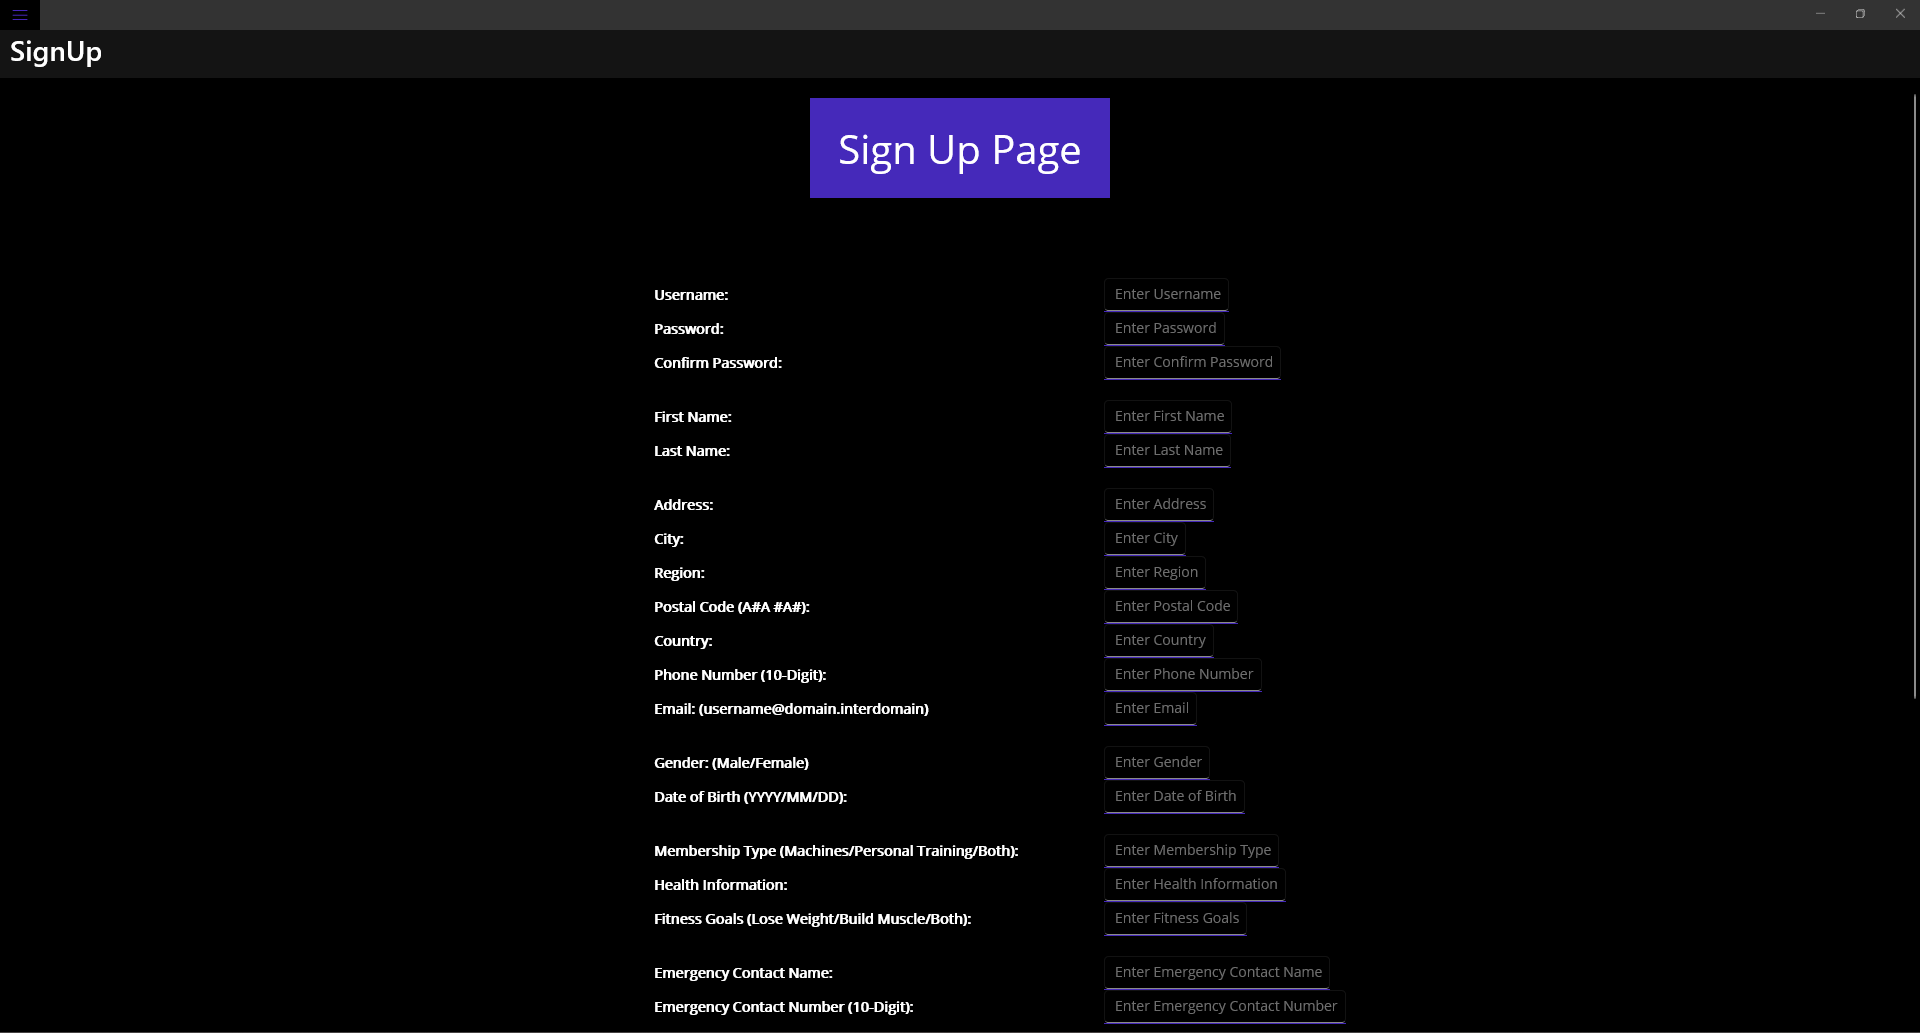 SignUp
Sign Up Page
Username: Enter Username
Password: Enter Password
Confirm Password: Enter Confirm Password
First Name: Enter First Name
Last Name: Enter Last Name
Address: Enter Address
City: Enter City
Region: Enter Region
Postal Code (A#A #A#): Enter Postal Code
Country: Enter Country
Phone Number (10-Digit): Enter Phone Number
Email: (username@domain.interdomain) Enter Email
Gender: (Male/Female) Enter Gender
Date of Birth (YYYY/MM/DD): Enter Date of Birth
Membership Type (Machines/Personal Training/Both): Enter Membership Type
Health Information: Enter Health Information
Fitness Goals (Lose Weight/Build Muscle/Both): Enter Fitness Goals
Emergency Contact Name: Enter Emergency Contact Name
Emergency Contact Number (10-Digit): Enter Emergency Contact Number